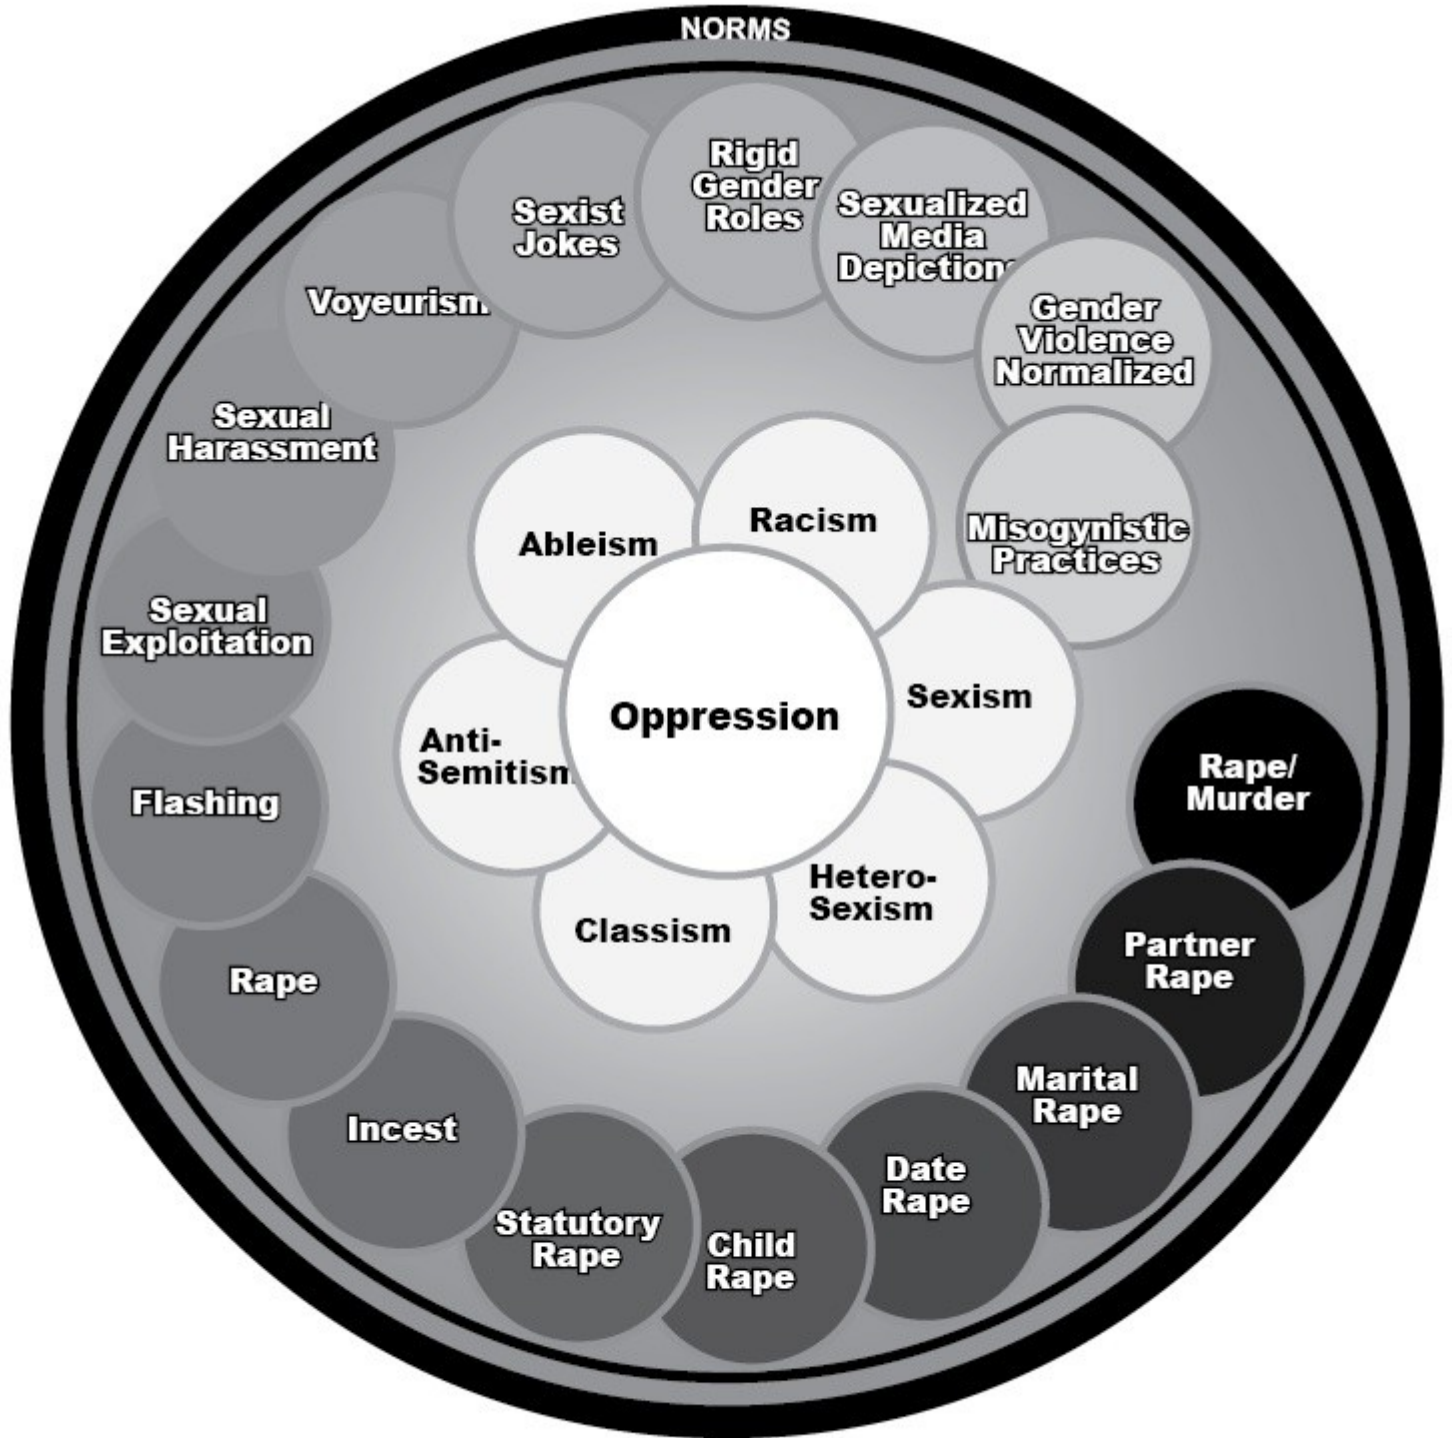 NORMS
Rigid
Gender
Roles
Sexualized
Media
Depictions
Gender
Violence
Normalized
Misogynistic
Practices
Sexist
Jokes
Voyeurism
Sexual
Harassment
Sexual
Exploitation
Flashing
Rape
Incest
Statutory
Rape
Child
Rape
Date
Rape
Marital
Rape
Partner
Rape
Rape/
Murder
Oppression
Ableism
Racism
Sexism
Hetero-
Sexism
Classism
Anti-
Semitism